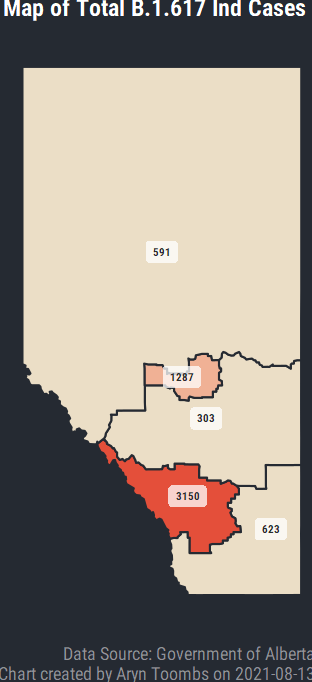 Map of Total B.1.617 Ind Cases
591
1287
303
3150
623
Data Source: Government of Alberta
Chart created by Aryn Toombs on 2021-08-13